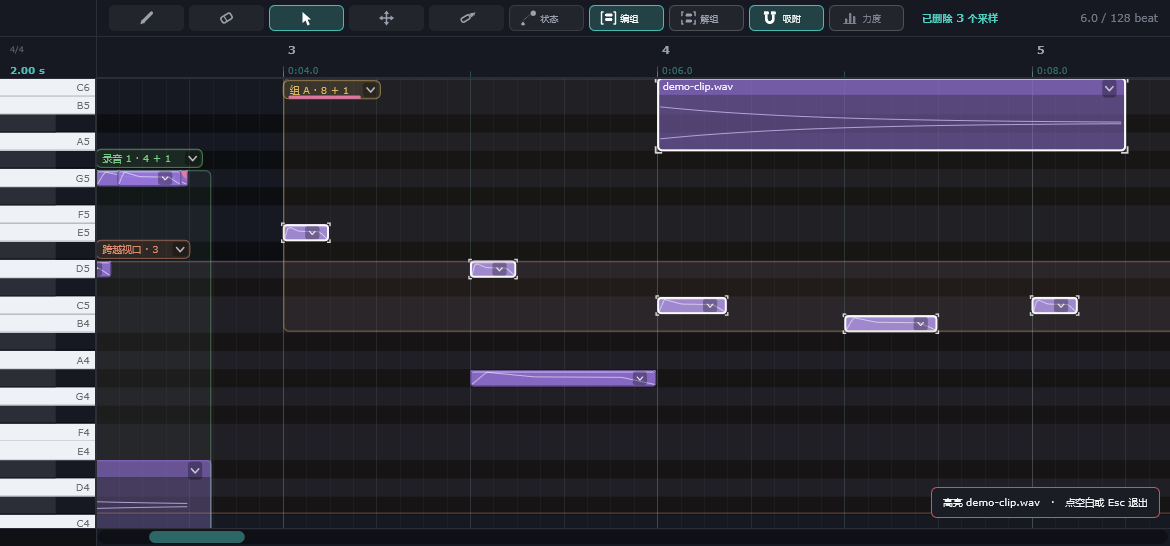 状态
编组
解组
吸附
力度
已删除 3 个采样
6.0 / 128 beat
4/4
3
4
5
2.00 s
0:04.0
0:06.0
0:08.0
C6
组 A · 8 + 1
demo-clip.wav
B5
A5
录音 1 · 4 + 1
G5
F5
E5
跨越视口 · 3
D5
C5
B4
A4
G4
F4
E4
D4
高亮 demo-clip.wav · 点空白或 Esc 退出
C4